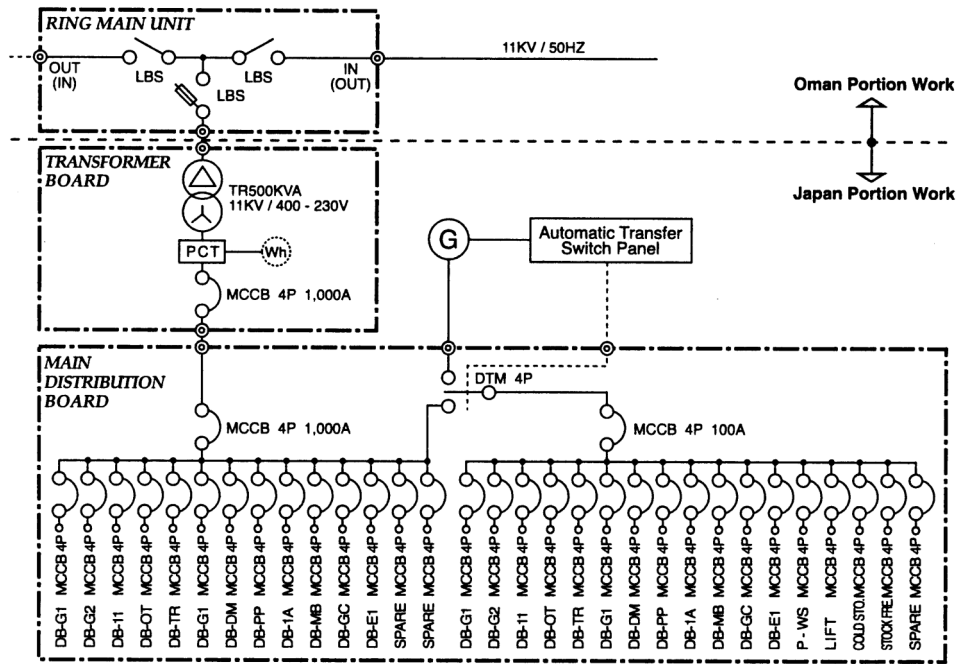 RING MAIN UNIT
11KV / 50HZ
OUT
(IN)
LBS
LBS
LBS
IN
(OUT)
Oman Portion Work
Japan Portion Work
TRANSFORMER
BOARD
TR500KVA
11KV / 400 - 230V
PCT
Wh
MCCB 4P 1,000A
G
Automatic Transfer
Switch Panel
MAIN
DISTRIBUTION
BOARD
DTM 4P
MCCB 4P 1,000A
MCCB 4P 100A
DB-G1 MCCB 4P
DB-G2 MCCB 4P
DB-11 MCCB 4P
DB-OT MCCB 4P
DB-TR MCCB 4P
DB-G1 MCCB 4P
DB-DM MCCB 4P
DB-PP MCCB 4P
DB-1A MCCB 4P
DB-MB MCCB 4P
DB-GC MCCB 4P
DB-E1 MCCB 4P
SPARE MCCB 4P
SPARE MCCB 4P
DB-G1 MCCB 4P
DB-G2 MCCB 4P
DB-11 MCCB 4P
DB-OT MCCB 4P
DB-TR MCCB 4P
DB-G1 MCCB 4P
DB-DM MCCB 4P
DB-PP MCCB 4P
DB-1A MCCB 4P
DB-MB MCCB 4P
DB-GC MCCB 4P
DB-E1 MCCB 4P
P - WS MCCB 4P
LIFT MCCB 4P
COLD STO. MCCB 4P
STOCK FRE. MCCB 4P
SPARE MCCB 4P